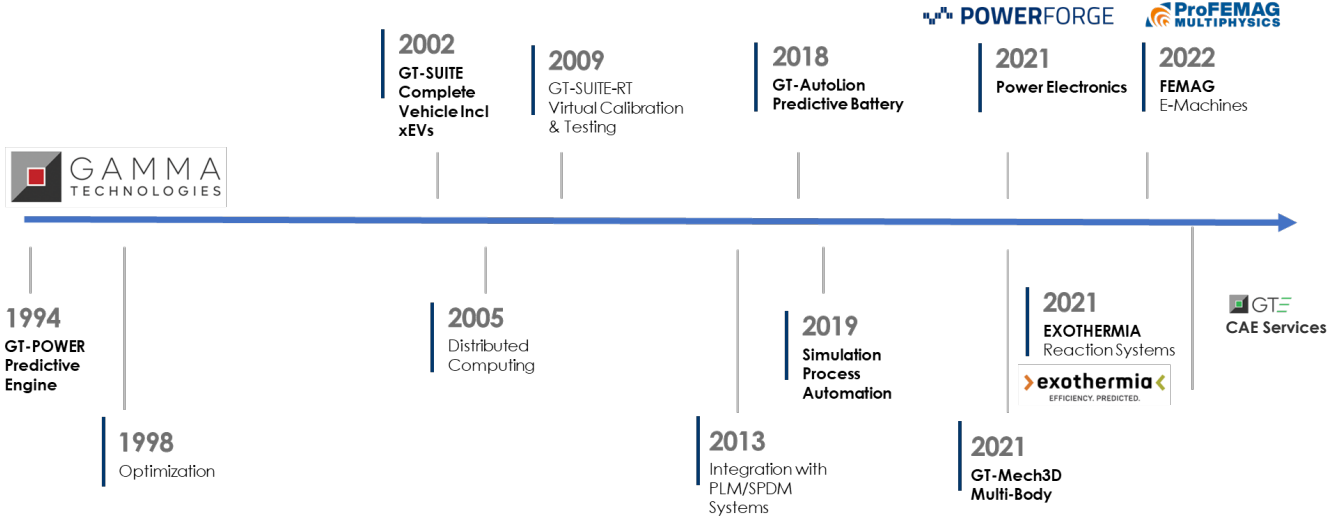 POWERFORGE
ProFEMAG
MULTIPHYSICS
2002
GT-SUITE
Complete
Vehicle Incl
xEVs
2009
GT-SUITE-RT
Virtual Calibration
& Testing
2018
GT-AutoLion
Predictive Battery
2021
Power Electronics
2022
FEMAG
E-Machines
GAMMA
TECHNOLOGIES
1994
GT-POWER
Predictive
Engine
1998
Optimization
2005
Distributed
Computing
2013
Integration with
PLM/SPDM
Systems
2019
Simulation
Process
Automation
2021
GT-Mech3D
Multi-Body
2021
EXOTHERMIA
Reaction Systems
exothermia
EFFICIENCY. PREDICTED.
GTE
CAE Services